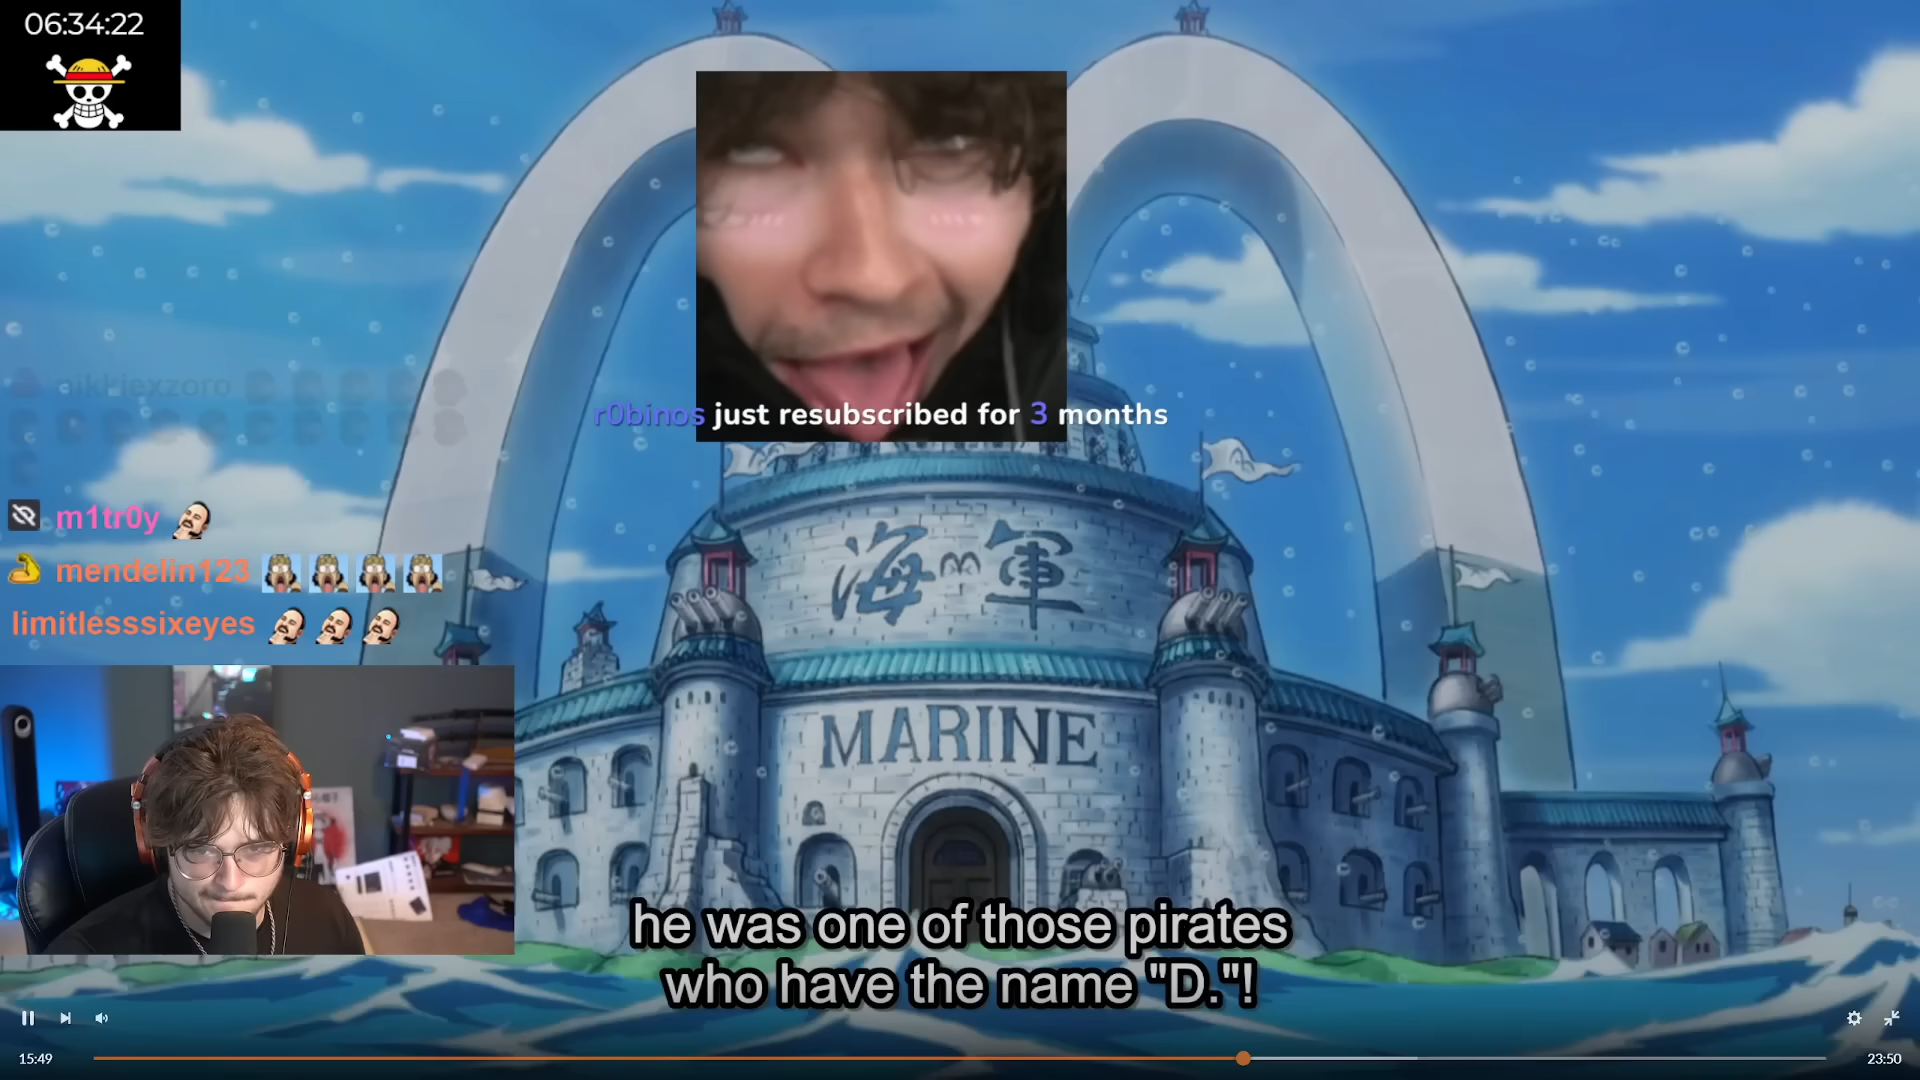 06:34:22
r0binos just resubscribed for 3 months
m1tr0y
mendelin123
limitlesssixeyes
海軍
MARINE
he was one of those pirates
who have the name "D."!
15:49
23:50